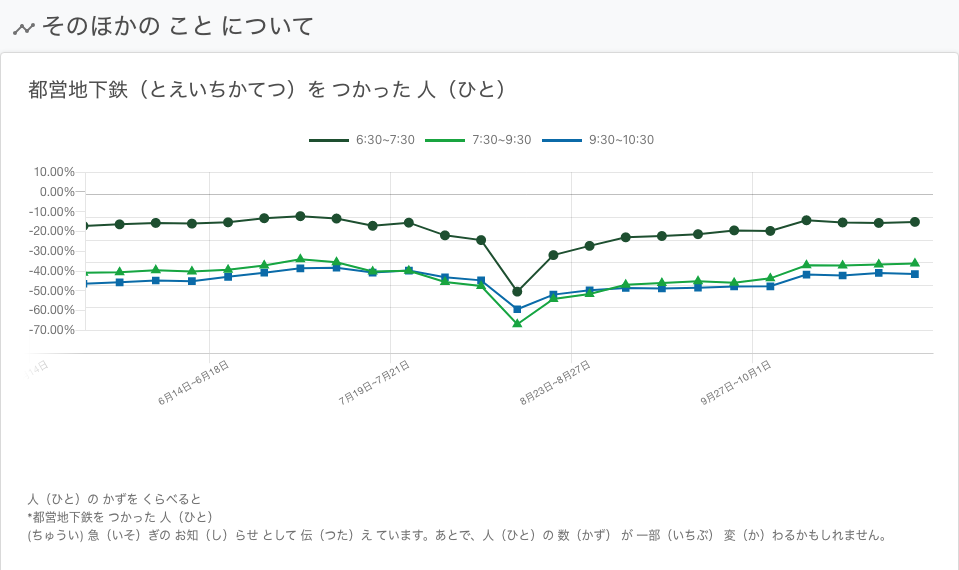 そのほかの こと について
都営地下鉄（とえいちかてつ）を つかった 人（ひと）
6:30~7:30 7:30~9:30 9:30~10:30
10.00%
0.00%
-10.00%
-20.00%
-30.00%
-40.00%
-50.00%
-60.00%
-70.00%
14日
6月14日~6月18日
7月19日~7月21日
8月23日~8月27日
9月27日~10月1日
人（ひと）の かずを くらべると
*都営地下鉄を つかった 人（ひと）
(ちゅうい) 急（いそ）ぎの お知（し）らせ として 伝（つた）え ています。あとで、人（ひと）の 数（かず） が 一部（いちぶ） 変（か）わるかもしれません。